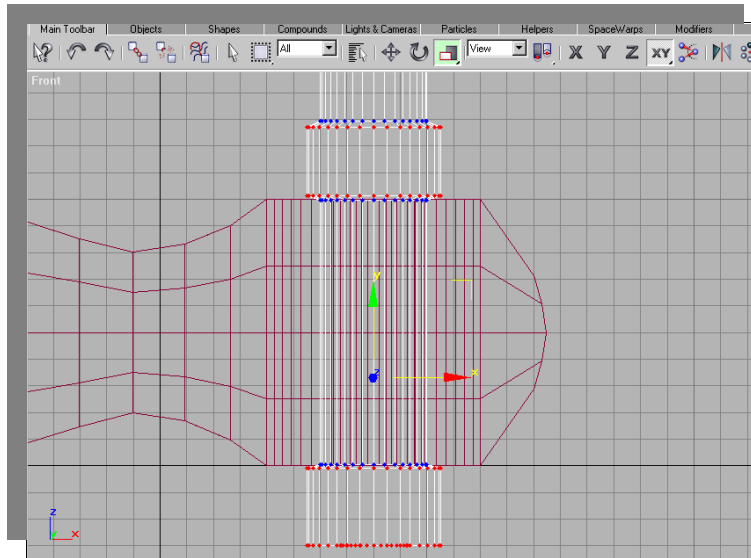 Main Toolbar Objects Shapes Compounds Lights & Cameras Particles Helpers SpaceWarps Modifiers
All View X Y Z XY
Front
y
z x
z
y x